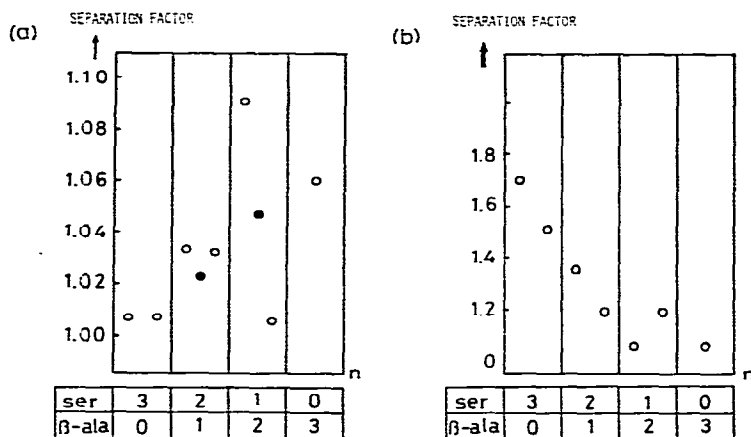 (a)
SEPARATION FACTOR
1.10
1.08
1.06
1.04
1.02
1.00
n
ser 3 2 1 0
β-ala 0 1 2 3
(b)
SEPARATION FACTOR
1.8
1.6
1.4
1.2
0
n
ser 3 2 1 0
β-ala 0 1 2 3